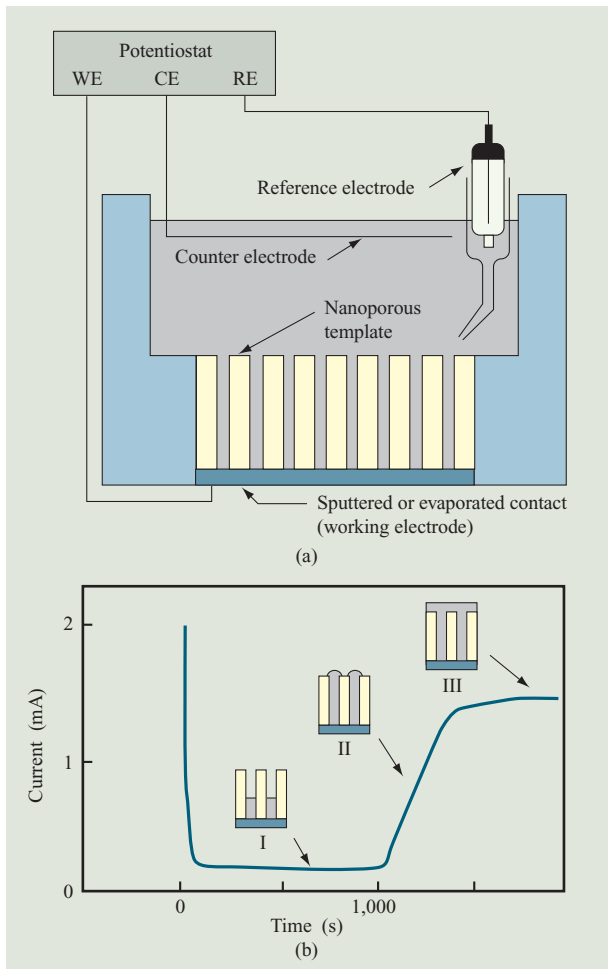 Potentiostat
WE CE RE
Reference electrode
Counter electrode
Nanoporous
template
Sputtered or evaporated contact
(working electrode)
(a)
2
1
0
Current (mA)
I
II
III
0
1,000
Time (s)
(b)